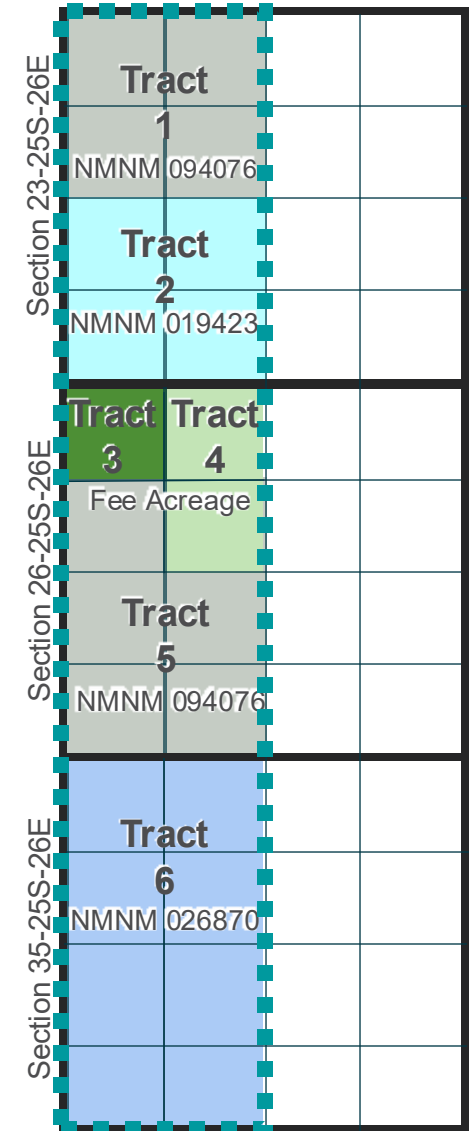 Section 23-25S-26E
Tract
1
NMNM 094076
Tract
2
NMNM 019423
Section 26-25S-26E
Tract Tract
3 4
Fee Acreage
Tract
5
NMNM 094076
Section 35-25S-26E
Tract
6
NMNM 026870